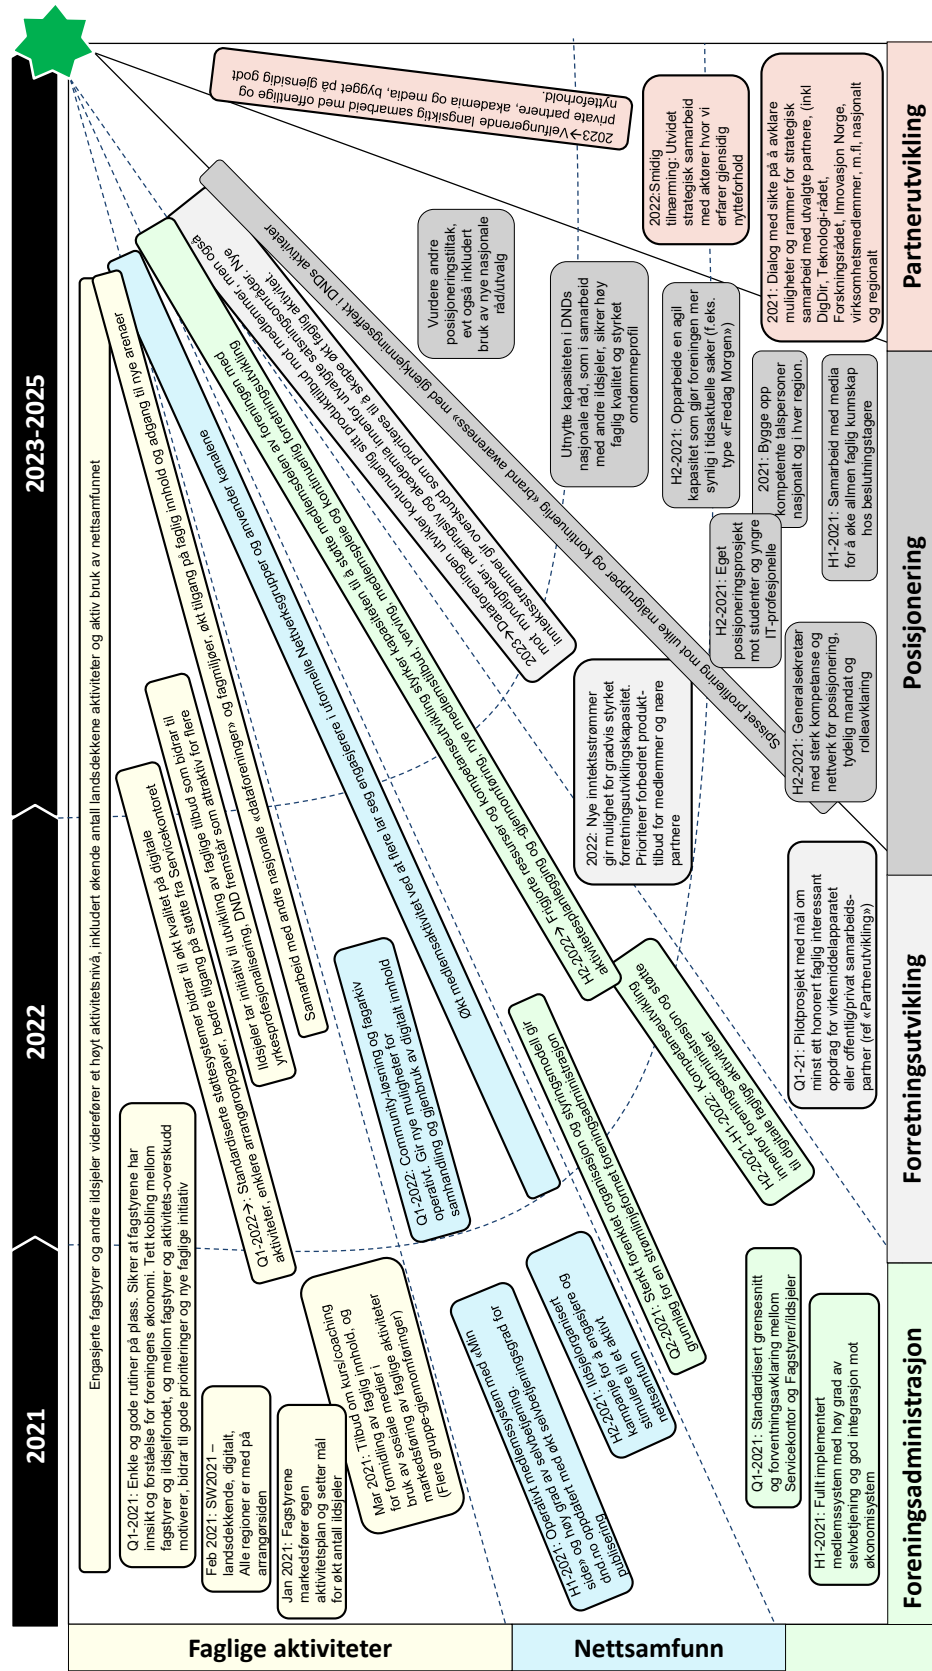 2021
2022
2023-2025
Engasjerte fagstyrer og andre ildsjeler viderefører et høyt aktivitetsnivå, inkludert økende antall landsdekkene aktiviteter og aktiv bruk av nettsamfunnet
Q1-2021: Enkle og gode rutiner på plass. Sikrer at fagstyrene har
innsikt og forståelse for foreningens økonomi. Tett kobling mellom
fagstyrer og ildsjelfondet, og mellom fagstyrer og aktivitets-overskudd
motiverer, bidrar til gode prioriteringer og nye faglige initiativ
Feb 2021: SW2021 –
landsdekkende, digitalt,
Alle regioner er med på
arrangørsiden
Jan 2021: Fagstyrene
markedsfører egen
aktivitetsplan og setter mål
for økt antall ildsjeler
Mar 2021: Tilbud om kurs/coaching
for formidling av faglig innhold, og
bruk av sosiale medier i
markedsføring av faglige aktiviteter
(Flere gruppe-gjennomføringer)
Q1-2022→: Standardiserte støttesystemer bidrar til økt kvalitet på digitale
aktiviteter, enklere arrangøroppgaver, bedre tilgang på støtte fra Servicekontoret
Ildsjeler tar initiativ til utvikling av faglige tilbud som bidrar til
yrkesprofesjonalisering. DND fremstår som attraktiv for flere
Samarbeid med andre nasjonale «dataforeninger» og fagmiljøer, økt tilgang på faglig innhold og adgang til nye arenaer
Økt medlemsaktivitet ved at flere lar seg engasjere i uformelle Nettverksgrupper og anvender kanalene
Q1-2022: Community-løsning og fagarkiv
operativt. Gir nye muligheter for
samhandling og gjenbruk av digitalt innhold
H1-2021: Operativt medlemssystem med «Min
side» og høy grad av selvbetjening.
dnd.no oppdatert med økt selvbetjeningsgrad for
publisering
H2-2021: Ildsjelorganisert
kampanje for å engasjere og
stimulere til et aktivt
nettsamfunn
Q2-2021: Sterkt forenklet organisasjon og styringsmodell gir
grunnlag for en strømlinjeformet foreningsadministrasjon
H2-2022→ Frigjorte ressurser og kompetanseutvikling styrker kapasiteten til å støtte medlemsdelen av foreningen med
aktivitetesplanlegging og -gjennomføring, nye medlemstilbud, verving, medlemspleie og kontinuerlig foreningsutvikling
H2-2021-H1-2022: Kompetanseutvikling
innenfor foreningsadministrasjon og støtte
til digitale faglige aktiviteter
Q1-2021: Standardisert grensesnitt
og forventningsavklaring mellom
Servicekontor og Fagstyrer/ildsjeler
H1-2021: Fullt implementert
medlemssystem med høy grad av
selvbetjening og god integrasjon mot
økonomisystem
2023→Dataforeningen utvikler kontunuerlig sitt produkttilbud mot medlemmer, men også
mot myndigheter, næringsliv og akademia innenfor utvalgte satsningsområder. Nye
inntektsstrømmer gir overskudd som prioriteres til å skape økt faglig aktivitet.
2022: Nye inntektsstrømmer
gir mulighet for gradvis styrket
forretningsutviklingskapasitet.
Prioriterer forbedret produkt-
tilbud for medlemmer og nære
partnere
Q1-21: Pilotprosjekt med mål om
minst ett honorert faglig interessant
oppdrag for virkemiddelapparatet
eller offentlig/privat samarbeids-
partner (ref «Partnerutvikling»)
Spisset profilering mot ulike målgrupper og kontinuerlig «brand awareness» med gjenkjenningseffekt i DNDs aktiviteter
Vurdere andre
posisjoneringstiltak,
evt også inkludert
bruk av nye nasjonale
råd/utvalg
Utnytte kapasiteten i DNDs
nasjonale råd, som i samarbeid
med andre ildsjeler, sikrer høy
faglig kvalitet og styrket
omdømmeprofil
H2-2021: Opparbeide en agil
kapasitet som gjør foreningen mer
synlig i tidsaktuelle saker (f.eks.
type «Fredag Morgen»)
2021: Bygge opp
kompetente talspersoner
nasjonalt og i hver region.
H2-2021: Eget
posisjoneringsprosjekt
mot studenter og yngre
IT-profesjonelle
H1-2021: Samarbeid med media
for å øke allmenn faglig kunnskap
hos beslutningstagere
H2-2021: Generalsekretær
med sterk kompetanse og
nettverk for posisjonering,
tydelig mandat og
rolleavklaring
2023→Velfungerende langsiktig samarbeid med offentlige og
private partnere, akademia og media, bygget på gjensidig godt
nytteforhold.
2022:Smidig
tilnærming: Utvidet
strategisk samarbeid
med aktører hvor vi
erfarer gjensidig
nytteforhold
2021: Dialog med sikte på å avklare
muligheter og rammer for strategisk
samarbeid med utvalgte partnere, (inkl
DigDir, Teknologi-rådet,
Forskningsrådet, Innovasjon Norge,
virksomhetsmedlemmer, m.fl, nasjonalt
og regionalt
Faglige aktiviteter
Nettsamfunn
Foreningsadministrasjon
Forretningsutvikling
Posisjonering
Partnerutvikling